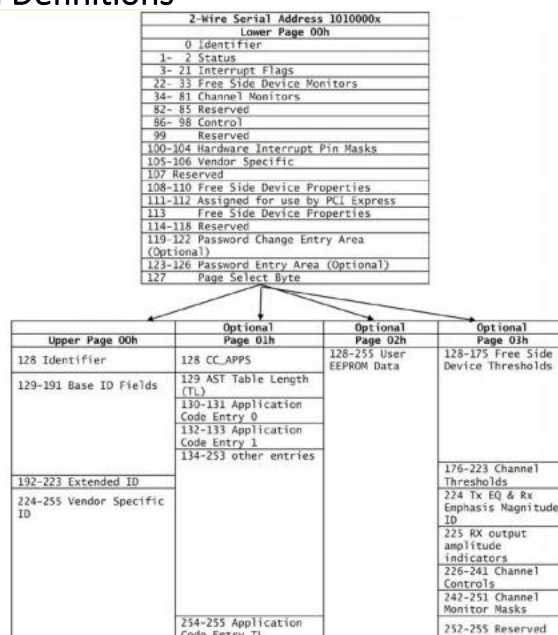 Definitions
2-Wire Serial Address 1010000x
Lower Page 00h
0 Identifier
1- 2 Status
3- 21 Interrupt Flags
22- 33 Free Side Device Monitors
34- 81 Channel Monitors
82- 85 Reserved
86- 98 Control
99 Reserved
100-104 Hardware Interrupt Pin Masks
105-106 Vendor Specific
107 Reserved
108-110 Free Side Device Properties
111-112 Assigned for use by PCI Express
113 Free Side Device Properties
114-118 Reserved
119-122 Password Change Entry Area
(Optional)
123-126 Password Entry Area (Optional)
127 Page Select Byte
Upper Page 00h
128 Identifier
129-191 Base ID Fields
192-223 Extended ID
224-255 Vendor Specific
ID
Optional
Page 01h
128 CC_APPS
129 AST Table Length
(TL)
130-131 Application
Code Entry 0
132-133 Application
Code Entry 1
134-253 other entries
254-255 Application
Code Entry TL
Optional
Page 02h
128-255 User
EEPROM Data
Optional
Page 03h
128-175 Free Side
Device Thresholds
176-223 Channel
Thresholds
224 Tx EQ & Rx
Emphasis Magnitude
ID
225 RX output
amplitude
indicators
226-241 Channel
Controls
242-251 Channel
Monitor Masks
252-255 Reserved